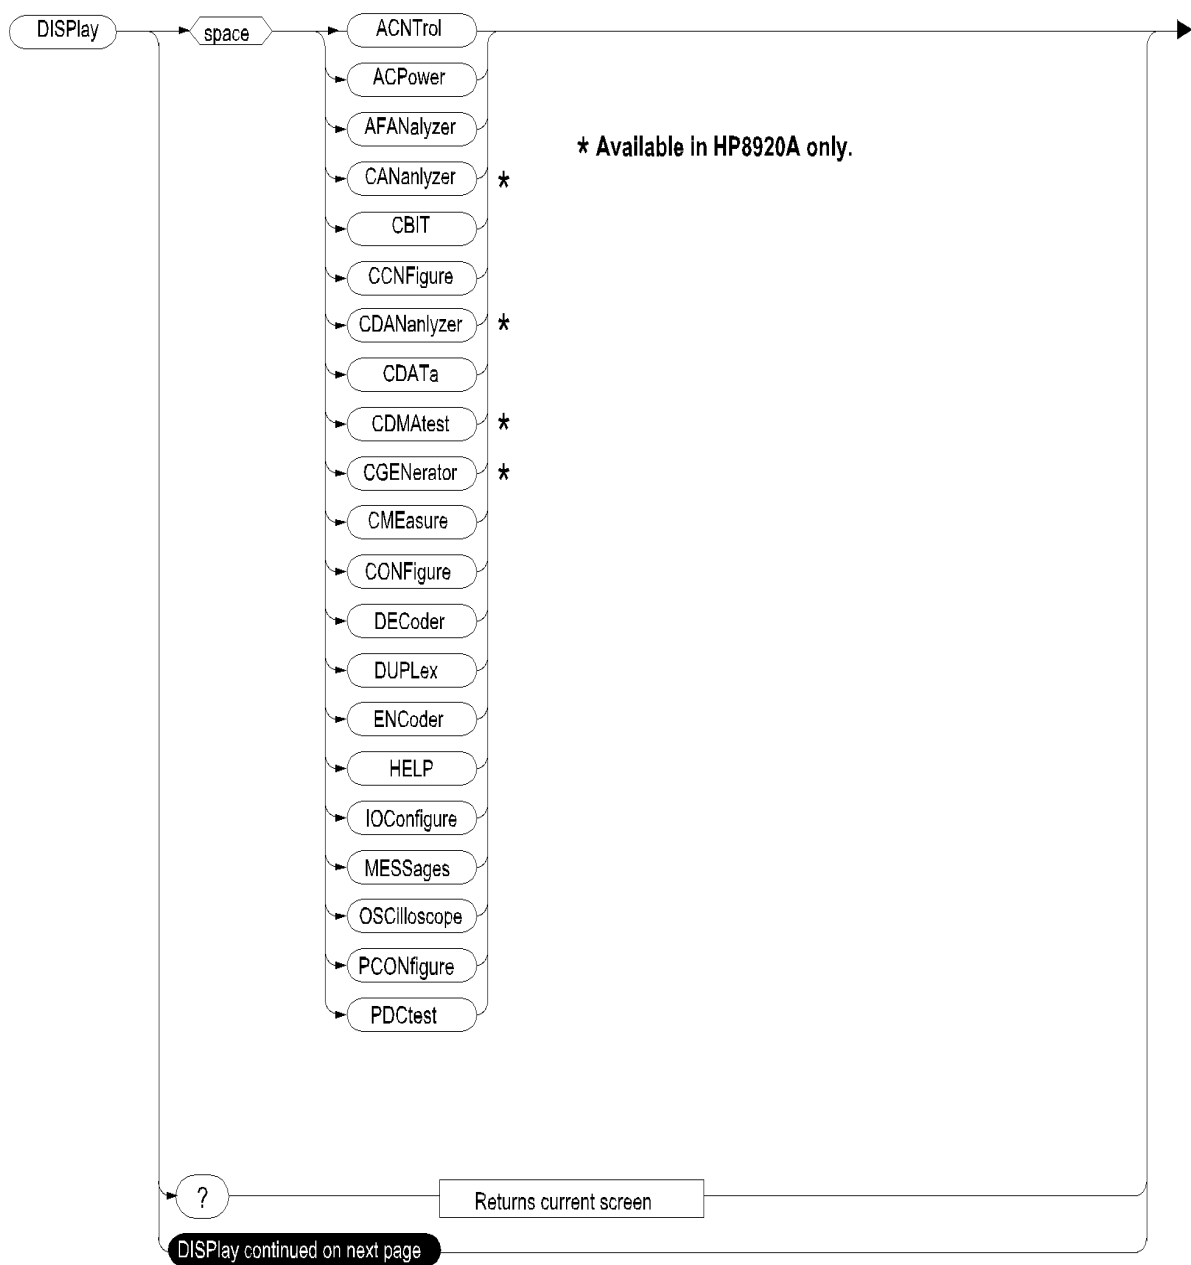 DISPlay
space
ACNTrol
ACPower
AFANalyzer
* Available in HP8920A only.
CANanlyzer *
CBIT
CCNFigure
CDANanlyzer *
CDATa
CDMAtest *
CGENerator *
CMEasure
CONFigure
DECoder
DUPLex
ENCoder
HELP
IOConfigure
MESSages
OSCilloscope
PCONfigure
PDCtest
?
Returns current screen
DISPlay continued on next page